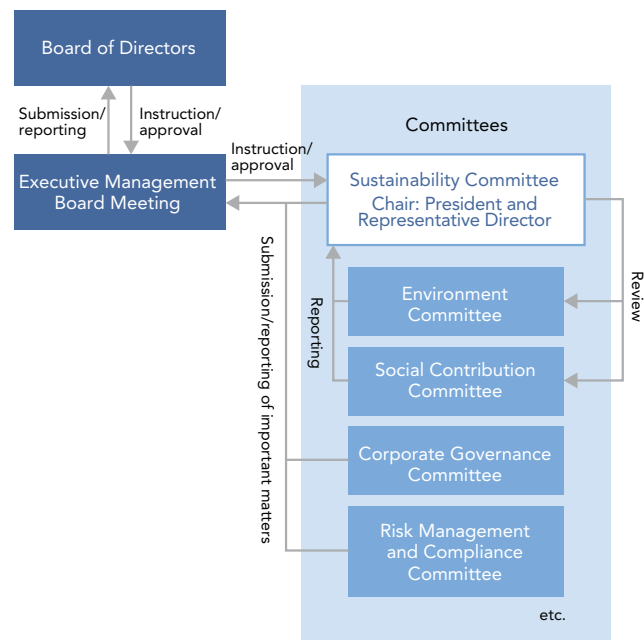 Board of Directors
Submission/
reporting
Instruction/
approval
Executive Management
Board Meeting
Instruction/
approval
Committees
Sustainability Committee
Chair: President and
Representative Director
Review
Reporting
Submission/reporting of important matters
Environment
Committee
Social Contribution
Committee
Corporate Governance
Committee
Risk Management
and Compliance
Committee
etc.